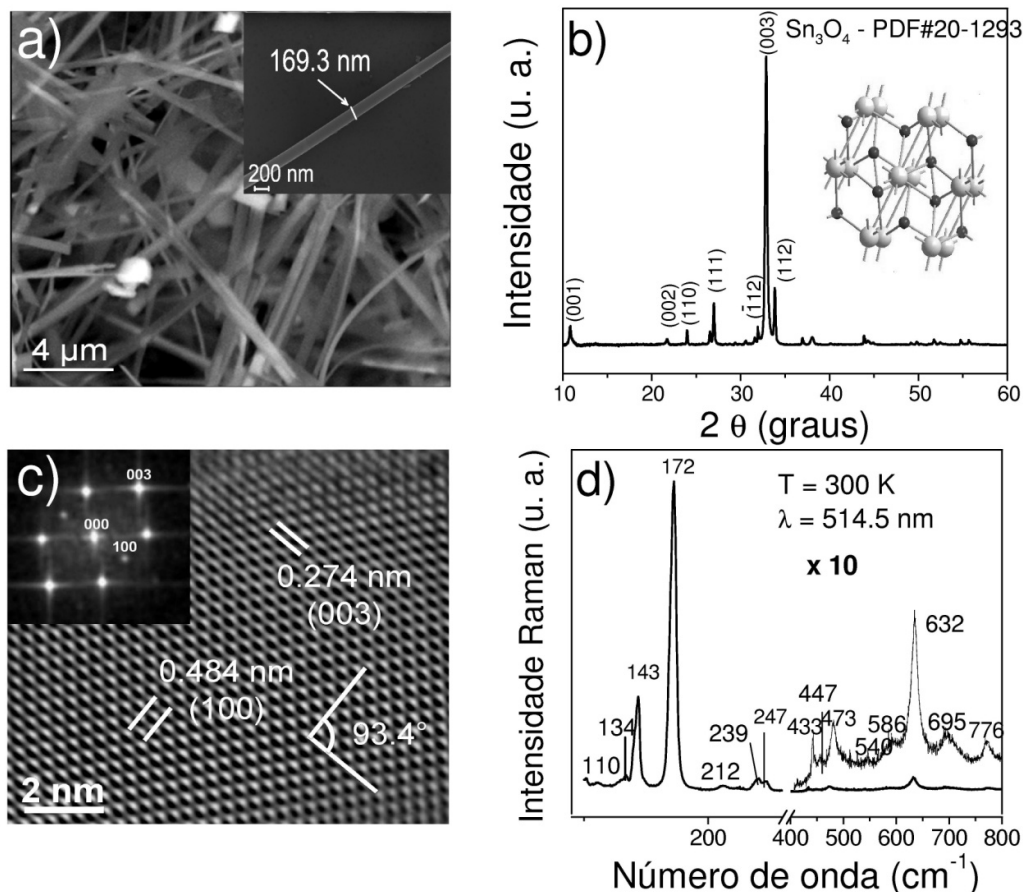 a)
169.3 nm
200 nm
4 µm
b)
Sn₃O₄ - PDF#20-1293
Intensidade (u. a.)
(001)
(002)
(110)
(111)
(1̄12)
(003)
(112)
10 20 30 40 50 60
2 θ (graus)
c)
003
000
100
0.274 nm
(003)
0.484 nm
(100)
93.4°
2 nm
d)
T = 300 K
λ = 514.5 nm
x 10
Intensidade Raman (u. a.)
110
134
143
172
212
239
247
433
447
473
540
586
632
695
776
200 400 500 600 700 800
Número de onda (cm⁻¹)